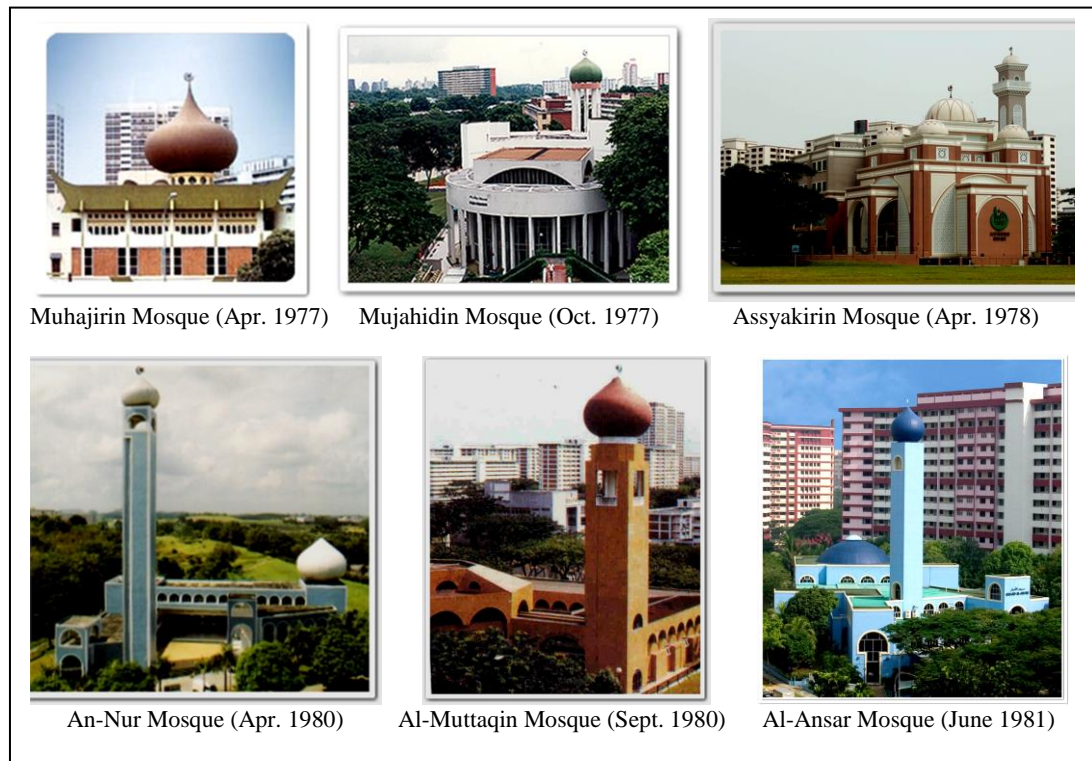 Muhajirin Mosque (Apr. 1977)
Mujahidin Mosque (Oct. 1977)
Assyakirin Mosque (Apr. 1978)
An-Nur Mosque (Apr. 1980)
Al-Muttaqin Mosque (Sept. 1980)
Al-Ansar Mosque (June 1981)